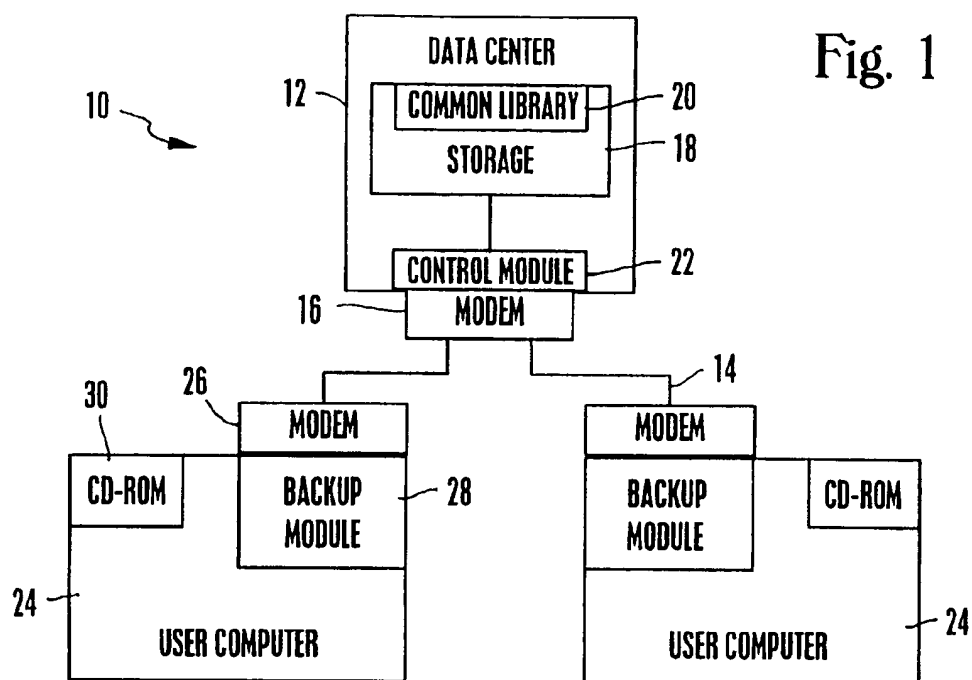 Fig. 1
DATA CENTER
12
COMMON LIBRARY
20
10
STORAGE
18
CONTROL MODULE
22
16
MODEM
26
14
30
MODEM
MODEM
CD-ROM
BACKUP
MODULE
28
BACKUP
MODULE
CD-ROM
24
USER COMPUTER
USER COMPUTER
24